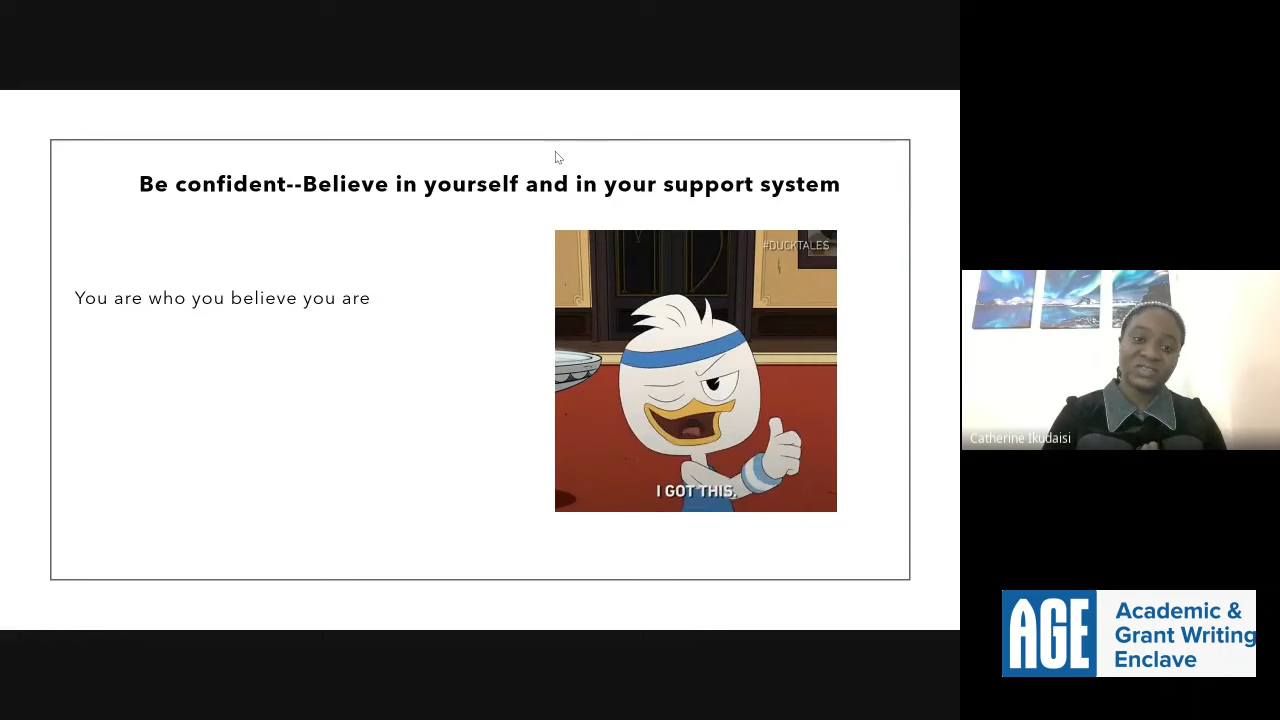 Be confident--Believe in yourself and in your support system
#DUCKTALES
You are who you believe you are
I GOT THIS.
Catherine Ikudaisi
AGE
Academic &
Grant Writing
Enclave